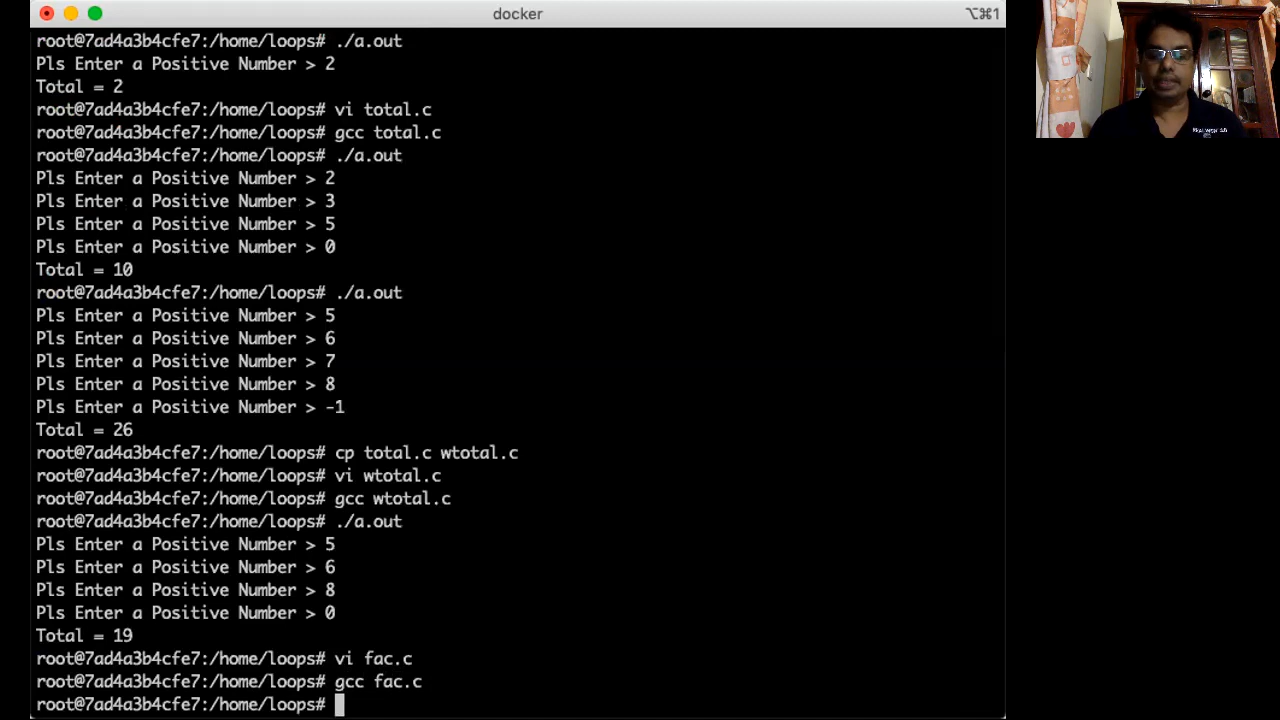 docker
⌥⌘1
root@7ad4a3b4cfe7:/home/loops# ./a.out
Pls Enter a Positive Number > 2
Total = 2
root@7ad4a3b4cfe7:/home/loops# vi total.c
root@7ad4a3b4cfe7:/home/loops# gcc total.c
root@7ad4a3b4cfe7:/home/loops# ./a.out
Pls Enter a Positive Number > 2
Pls Enter a Positive Number > 3
Pls Enter a Positive Number > 5
Pls Enter a Positive Number > 0
Total = 10
root@7ad4a3b4cfe7:/home/loops# ./a.out
Pls Enter a Positive Number > 5
Pls Enter a Positive Number > 6
Pls Enter a Positive Number > 7
Pls Enter a Positive Number > 8
Pls Enter a Positive Number > -1
Total = 26
root@7ad4a3b4cfe7:/home/loops# cp total.c wtotal.c
root@7ad4a3b4cfe7:/home/loops# vi wtotal.c
root@7ad4a3b4cfe7:/home/loops# gcc wtotal.c
root@7ad4a3b4cfe7:/home/loops# ./a.out
Pls Enter a Positive Number > 5
Pls Enter a Positive Number > 6
Pls Enter a Positive Number > 8
Pls Enter a Positive Number > 0
Total = 19
root@7ad4a3b4cfe7:/home/loops# vi fac.c
root@7ad4a3b4cfe7:/home/loops# gcc fac.c
root@7ad4a3b4cfe7:/home/loops#